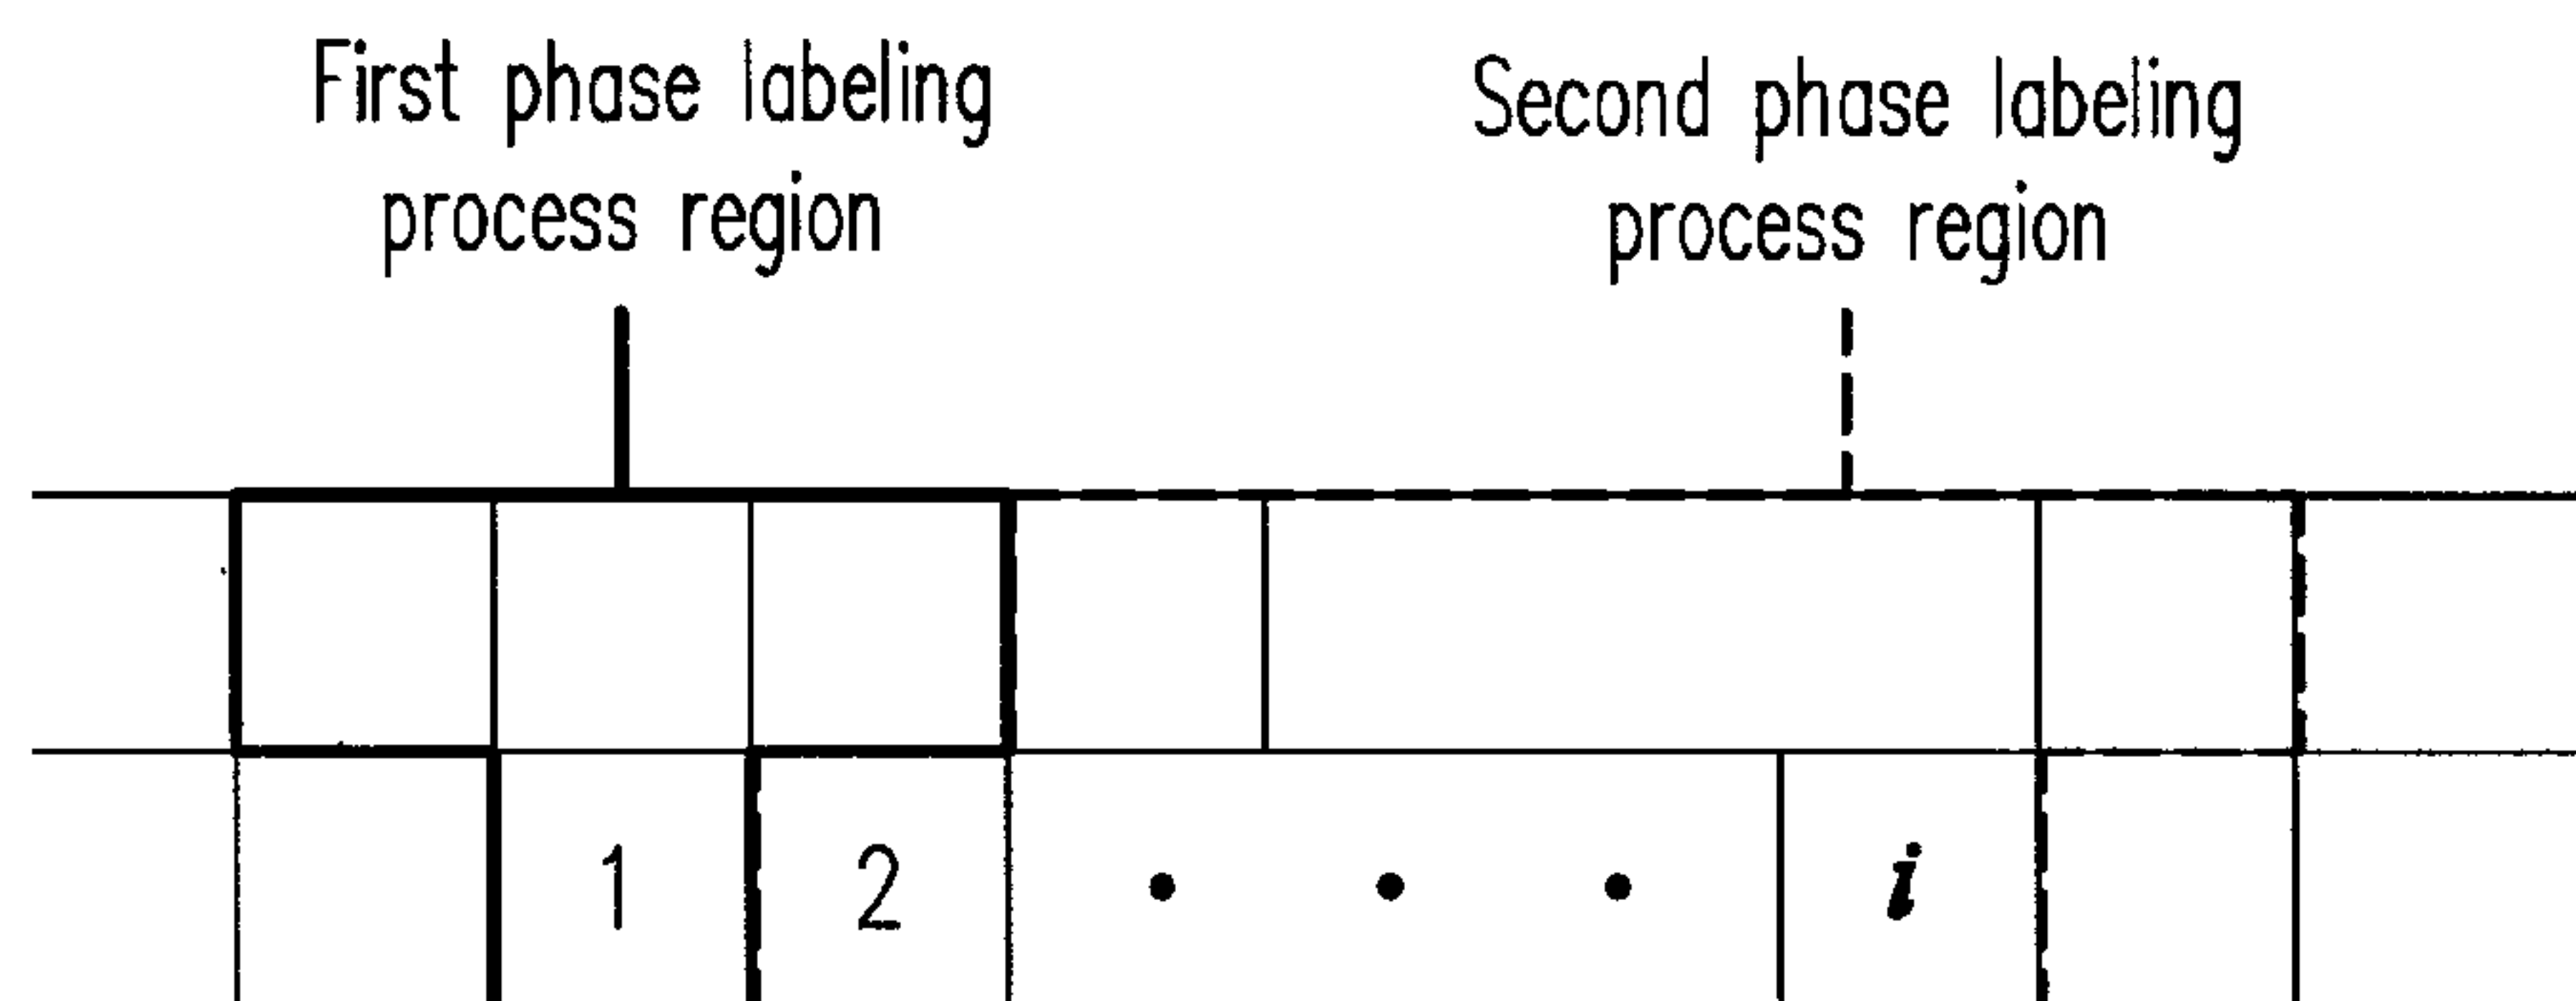 First phase labeling
process region
Second phase labeling
process region
1 2 • • • i